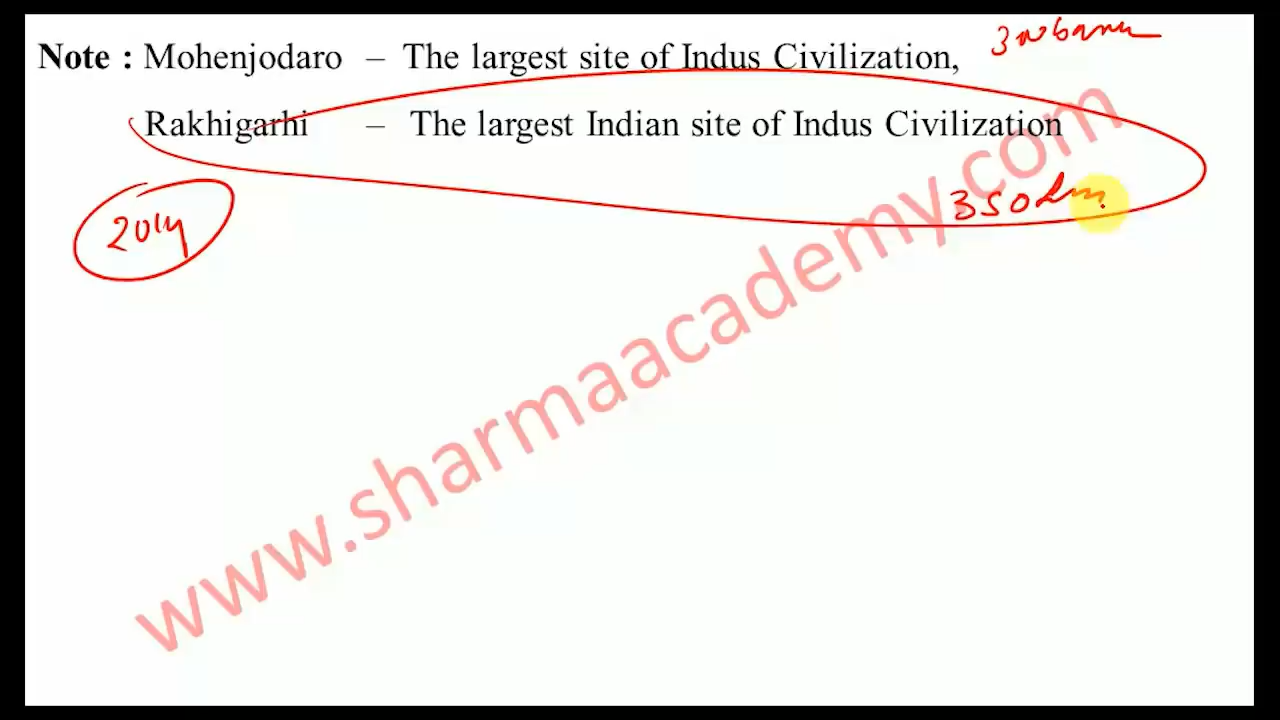 Note : Mohenjodaro – The largest site of Indus Civilization,
Rakhigarhi – The largest Indian site of Indus Civilization
350
2014
www.sharmaacademy.com